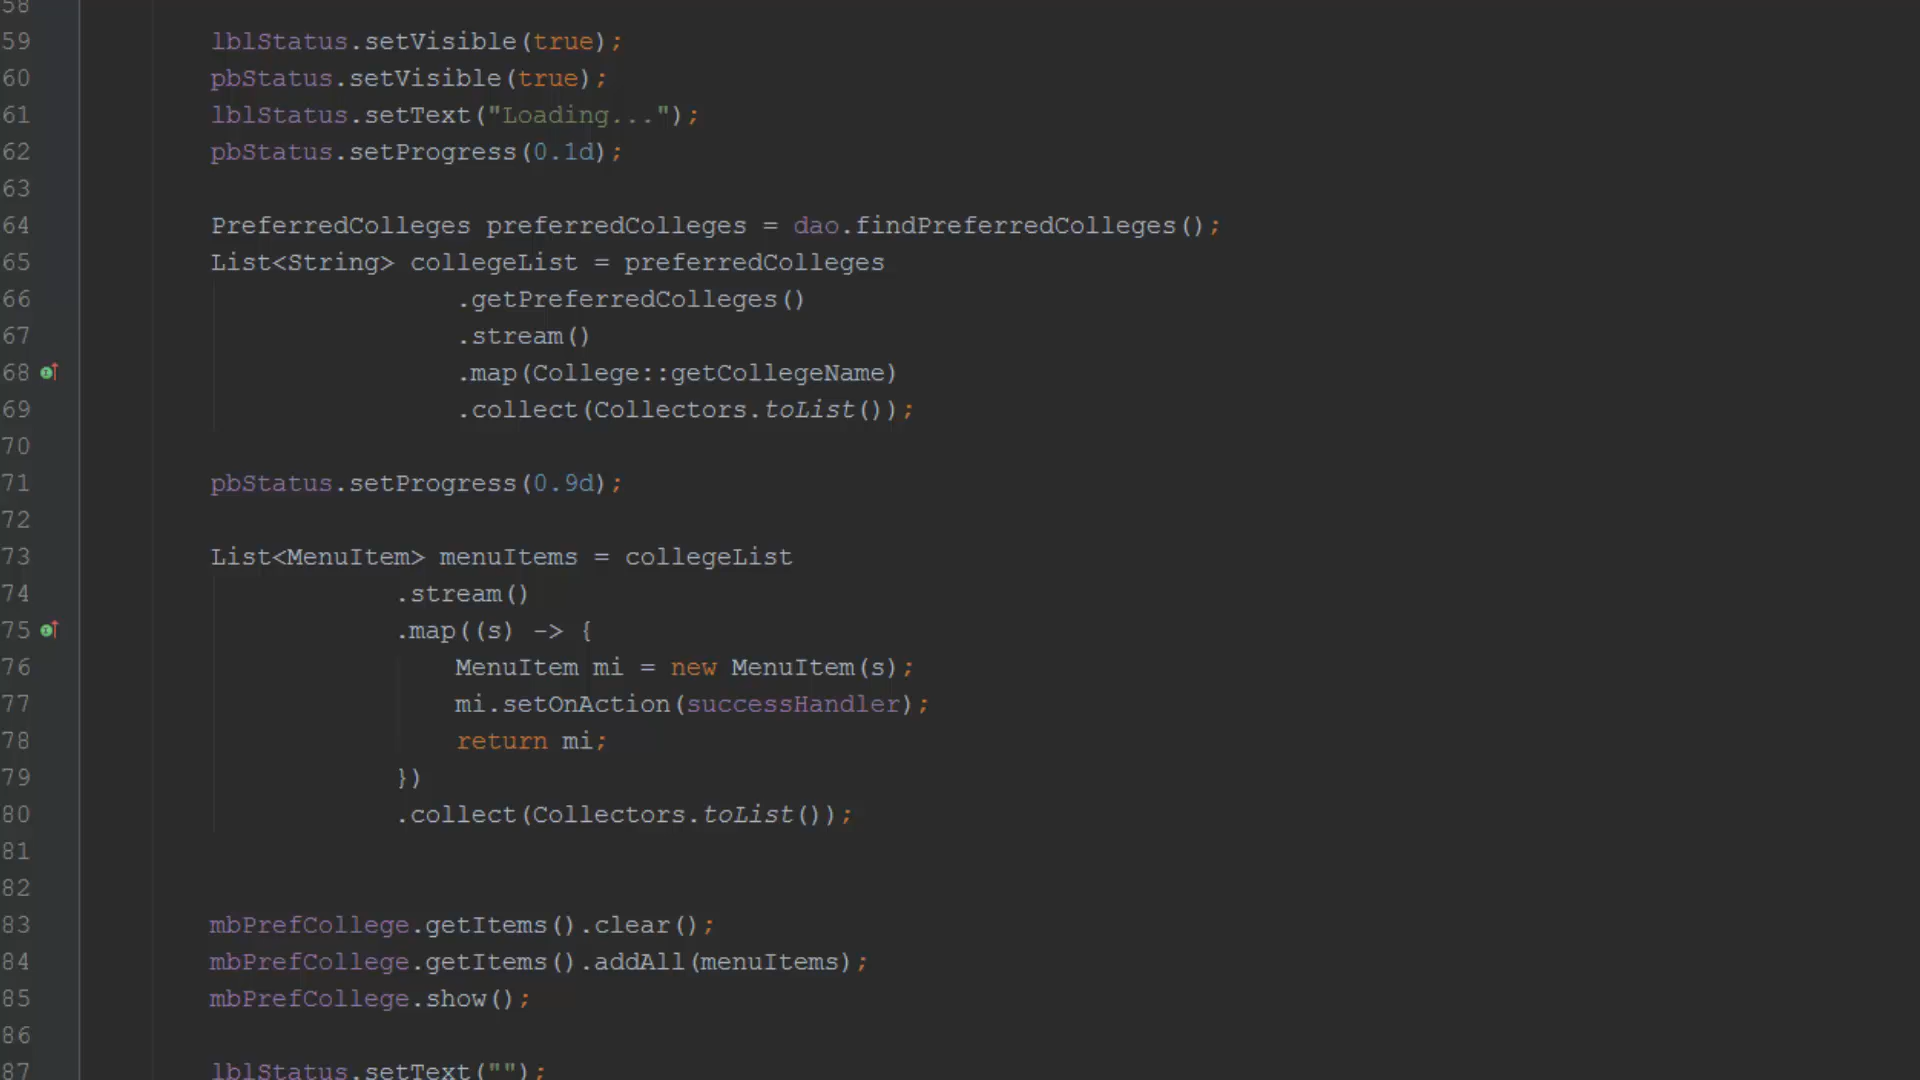 58
59 lblStatus.setVisible(true);
60 pbStatus.setVisible(true);
61 lblStatus.setText("Loading...");
62 pbStatus.setProgress(0.1d);
63
64 PreferredColleges preferredColleges = dao.findPreferredColleges();
65 List<String> collegeList = preferredColleges
66 .getPreferredColleges()
67 .stream()
68 .map(College::getCollegeName)
69 .collect(Collectors.toList());
70
71 pbStatus.setProgress(0.9d);
72
73 List<MenuItem> menuItems = collegeList
74 .stream()
75 .map((s) -> {
76 MenuItem mi = new MenuItem(s);
77 mi.setOnAction(successHandler);
78 return mi;
79 })
80 .collect(Collectors.toList());
81
82
83 mbPrefCollege.getItems().clear();
84 mbPrefCollege.getItems().addAll(menuItems);
85 mbPrefCollege.show();
86
87 lblStatus.setText("");